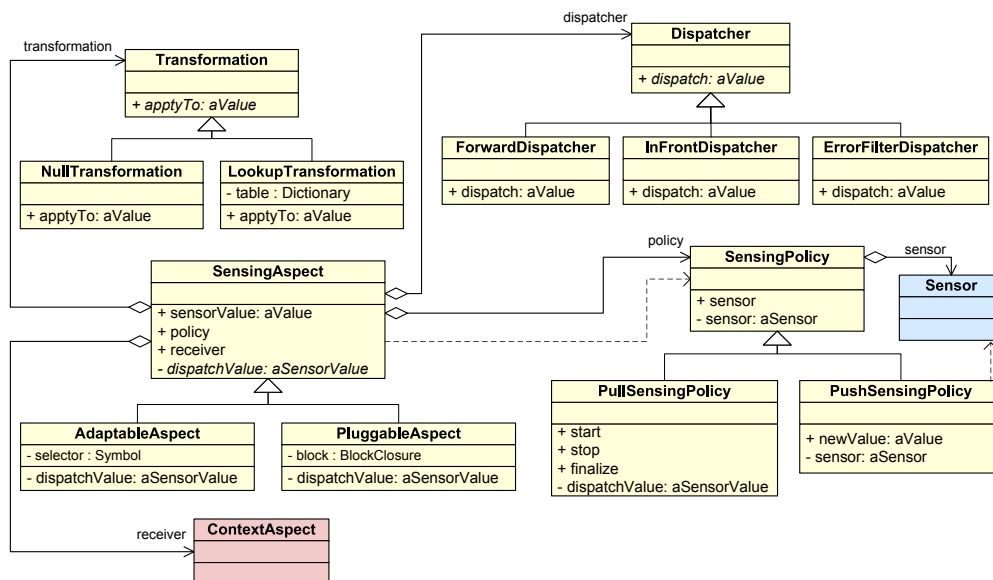 dispatcher
transformation
Transformation
+ apptyTo: aValue
Dispatcher
+ dispatch: aValue
NullTransformation
+ apptyTo: aValue
LookupTransformation
- table : Dictionary
+ apptyTo: aValue
ForwardDispatcher
+ dispatch: aValue
InFrontDispatcher
+ dispatch: aValue
ErrorFilterDispatcher
+ dispatch: aValue
SensingAspect
+ sensorValue: aValue
+ policy
+ receiver
- dispatchValue: aSensorValue
policy
SensingPolicy
+ sensor
- sensor: aSensor
sensor
Sensor
AdaptableAspect
- selector : Symbol
- dispatchValue: aSensorValue
PluggableAspect
- block : BlockClosure
- dispatchValue: aSensorValue
PullSensingPolicy
+ start
+ stop
+ finalize
- dispatchValue: aSensorValue
PushSensingPolicy
+ newValue: aValue
- sensor: aSensor
receiver
ContextAspect